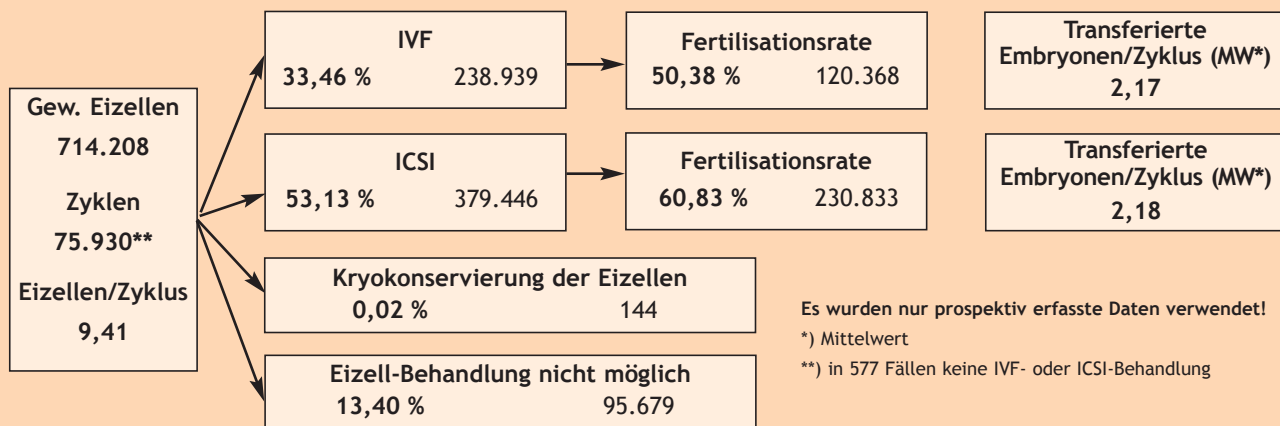 Gew. Eizellen
714.208
Zyklen
75.930**
Eizellen/Zyklus
9,41
IVF
33,46 % 238.939
Fertilisationsrate
50,38 % 120.368
Transferierte
Embryonen/Zyklus (MW*)
2,17
ICSI
53,13 % 379.446
Fertilisationsrate
60,83 % 230.833
Transferierte
Embryonen/Zyklus (MW*)
2,18
Kryokonservierung der Eizellen
0,02 % 144
Eizell-Behandlung nicht möglich
13,40 % 95.679
Es wurden nur prospektiv erfasste Daten verwendet!
*) Mittelwert
**) in 577 Fällen keine IVF- oder ICSI-Behandlung